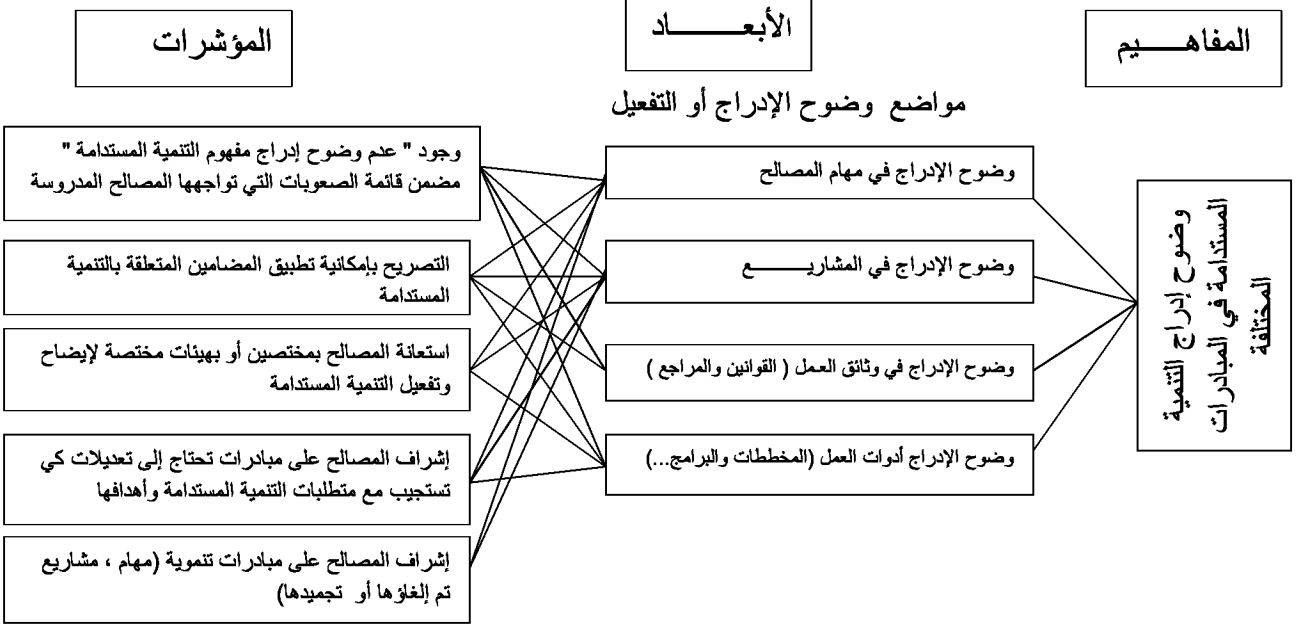 المفاهــــيم
الأبعـــــــاد
المؤشرات
مواضع وضوح الإدراج أو التفعيل
وضوح إدراج التنمية
المستدامة في المبادرات
المختلفة
وضوح الإدراج في مهام المصالح
وضوح الإدراج في المشاريـــــــع
وضوح الإدراج في وثائق العمل ( القوانين والمراجع )
وضوح الإدراج أدوات العمل (المخططات والبرامج...)
وجود " عدم وضوح إدراج مفهوم التنمية المستدامة "
مضمن قائمة الصعوبات التي تواجهها المصالح المدروسة
التصريح بإمكانية تطبيق المضامين المتعلقة بالتنمية
المستدامة
استعانة المصالح بمختصين أو بهيئات مختصة لإيضاح
وتفعيل التنمية المستدامة
إشراف المصالح على مبادرات تحتاج إلى تعديلات كي
تستجيب مع متطلبات التنمية المستدامة وأهدافها
إشراف المصالح على مبادرات تنموية (مهام ، مشاريع
تم إلغاؤها أو تجميدها)